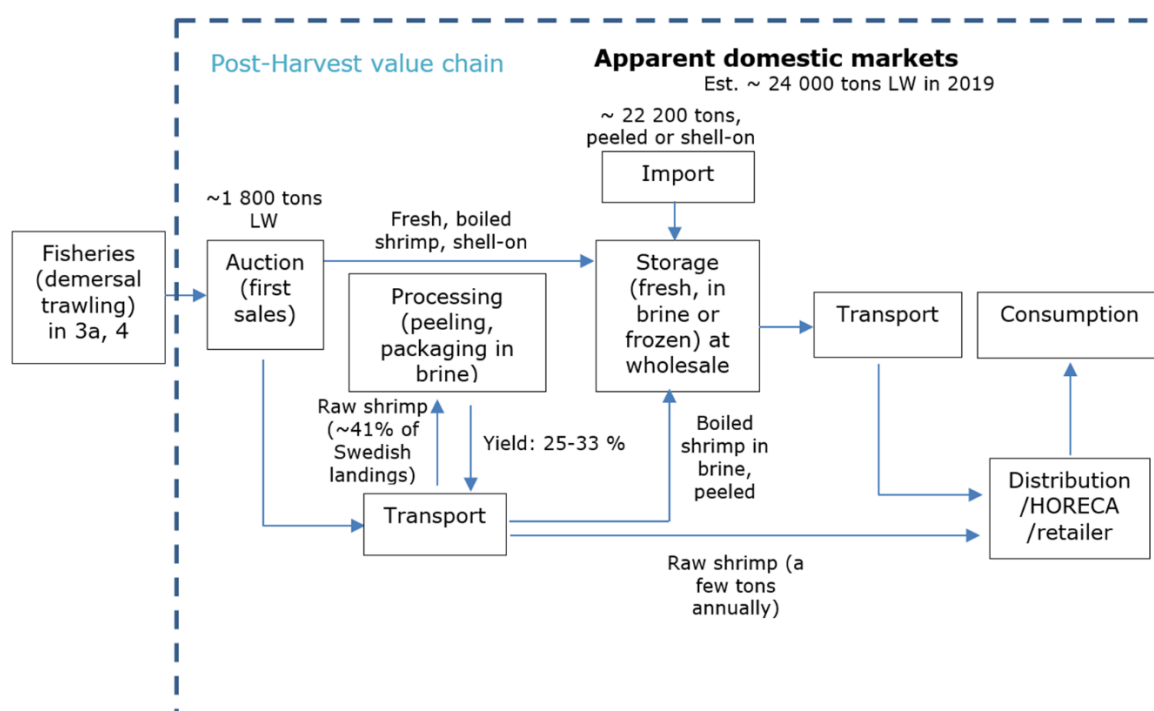 Post-Harvest value chain
Apparent domestic markets
Est. ~ 24 000 tons LW in 2019
~ 22 200 tons,
peeled or shell-on
Import
~1 800 tons
LW
Fresh, boiled
shrimp, shell-on
Fisheries
(demersal
trawling)
in 3a, 4
Auction
(first
sales)
Processing
(peeling,
packaging in
brine)
Storage
(fresh, in
brine or
frozen) at
wholesale
Transport
Consumption
Raw shrimp
(~41% of
Swedish
landings)
Yield: 25-33 %
Boiled
shrimp in
brine,
peeled
Transport
Distribution
/HORECA
/retailer
Raw shrimp (a
few tons
annually)